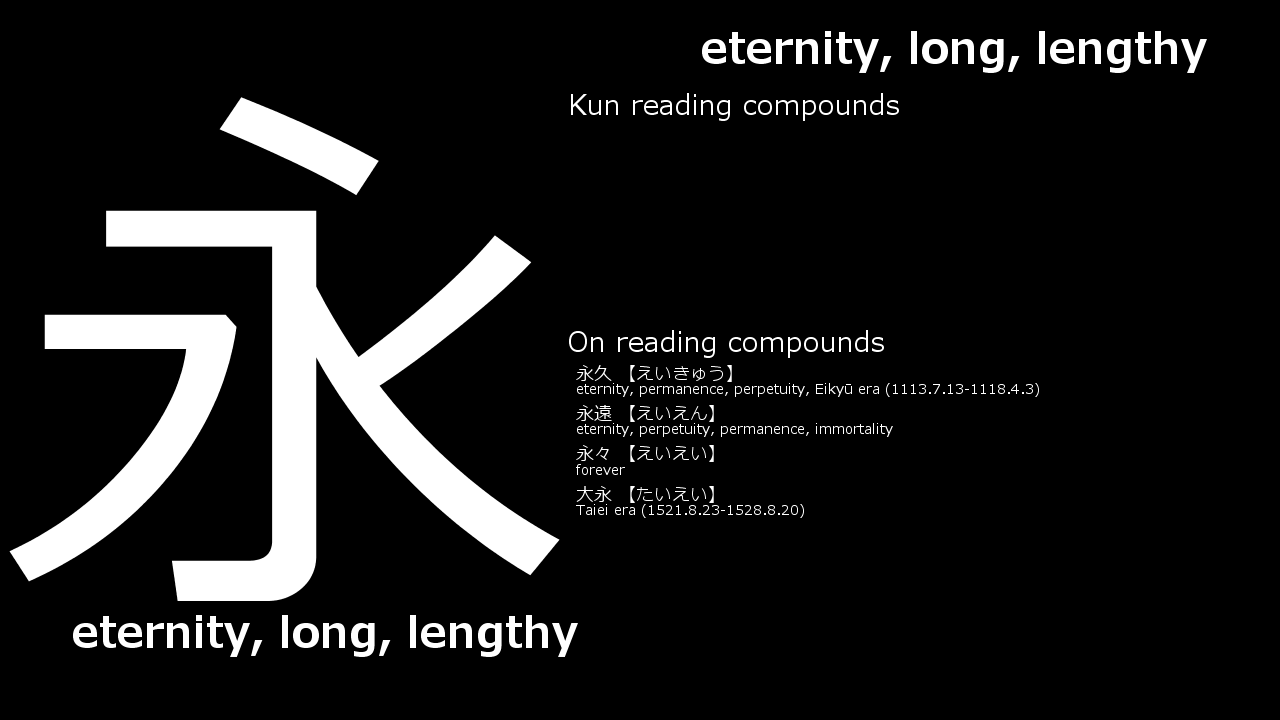 eternity, long, lengthy
Kun reading compounds
永
On reading compounds
永久 【えいきゅう】
eternity, permanence, perpetuity, Eikyū era (1113.7.13-1118.4.3)
永遠 【えいえん】
eternity, perpetuity, permanence, immortality
永々 【えいえい】
forever
大永 【たいえい】
Taiei era (1521.8.23-1528.8.20)
eternity, long, lengthy